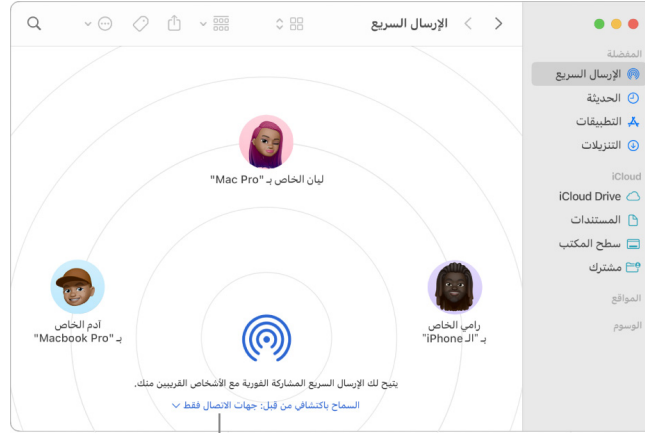 الإرسال السريع
المفضلة
الإرسال السريع
الحديثة
التطبيقات
التنزيلات
iCloud
iCloud Drive
المستندات
سطح المكتب
مشترك
المواقع
الوسوم
ليان الخاص بـ "Mac Pro"
رامي الخاص
بـ "الـ iPhone"
آدم الخاص
بـ "Macbook Pro"
يتيح لك الإرسال السريع المشاركة الفورية مع الأشخاص القريبين منك.
السماح باكتشافي من قِبل: جهات الاتصال فقط